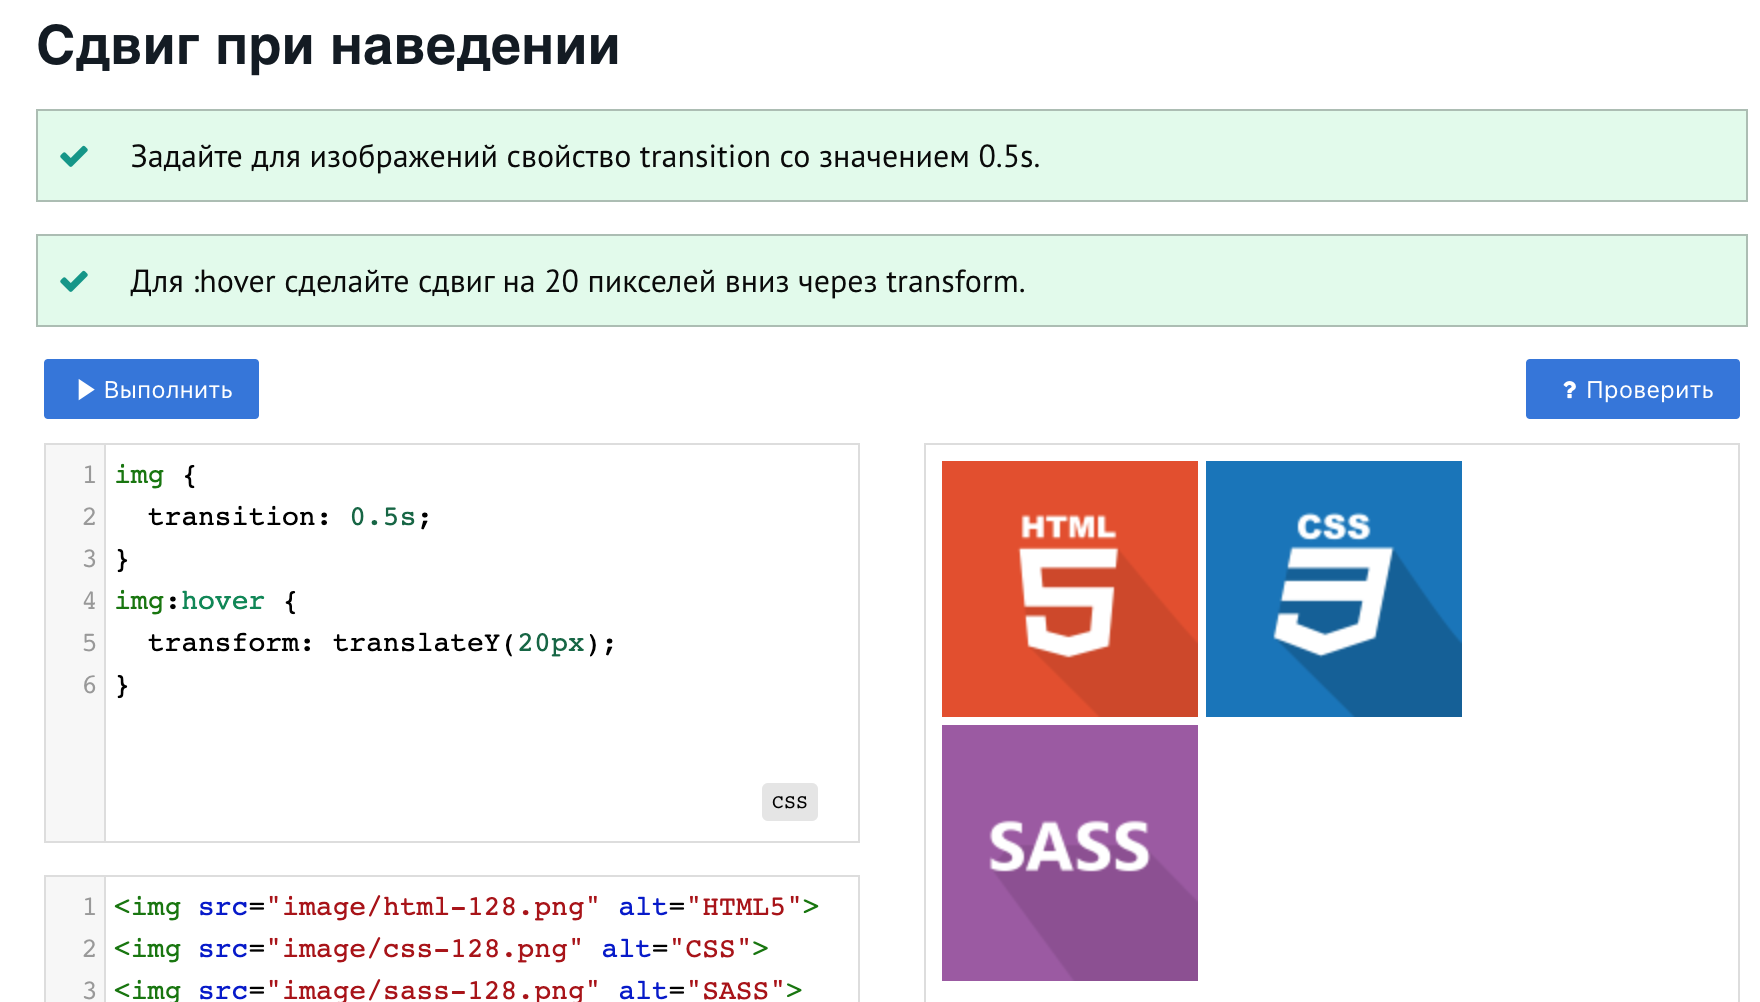 Сдвиг при наведении
Задайте для изображений свойство transition со значением 0.5s.
Для :hover сделайте сдвиг на 20 пикселей вниз через transform.
Выполнить
? Проверить
1 img {
2   transition: 0.5s;
3 }
4 img:hover {
5   transform: translateY(20px);
6 }
css
1 <img src="image/html-128.png" alt="HTML5">
2 <img src="image/css-128.png" alt="CSS">
3 <img src="image/sass-128.png" alt="SASS">
HTML
5
CSS
3
SASS